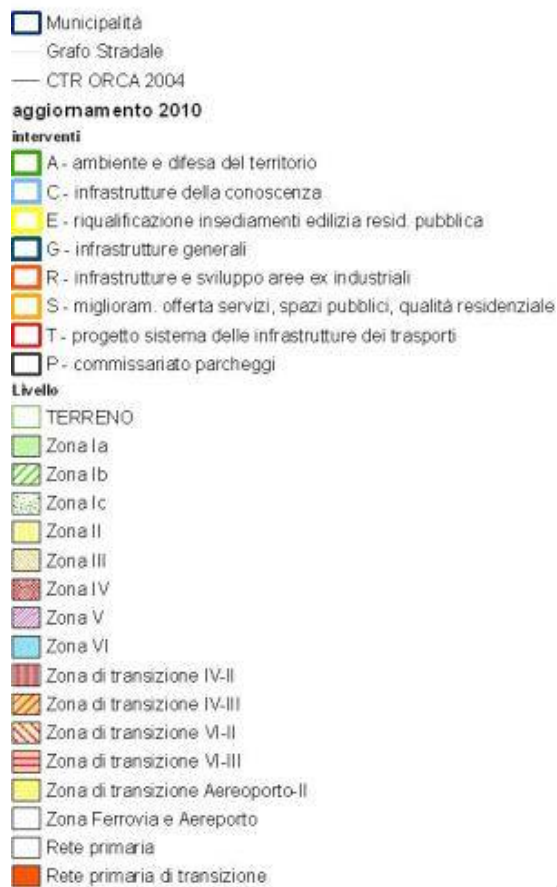 Municipalità
Grafo Stradale
CTR ORCA 2004
aggiornamento 2010
interventi
A - ambiente e difesa del territorio
C - infrastrutture della conoscenza
E - riqualificazione insediamenti edilizia resid. pubblica
G - infrastrutture generali
R - infrastrutture e sviluppo aree ex industriali
S - miglioram. offerta servizi, spazi pubblici, qualità residenziale
T - progetto sistema delle infrastrutture dei trasporti
P - commissariato parcheggi
Livello
TERRENO
Zona Ia
Zona Ib
Zona Ic
Zona II
Zona III
Zona IV
Zona V
Zona VI
Zona di transizione IV-II
Zona di transizione IV-III
Zona di transizione VI-II
Zona di transizione VI-III
Zona di transizione Aereoporto-II
Zona Ferrovia e Aereporto
Rete primaria
Rete primaria di transizione